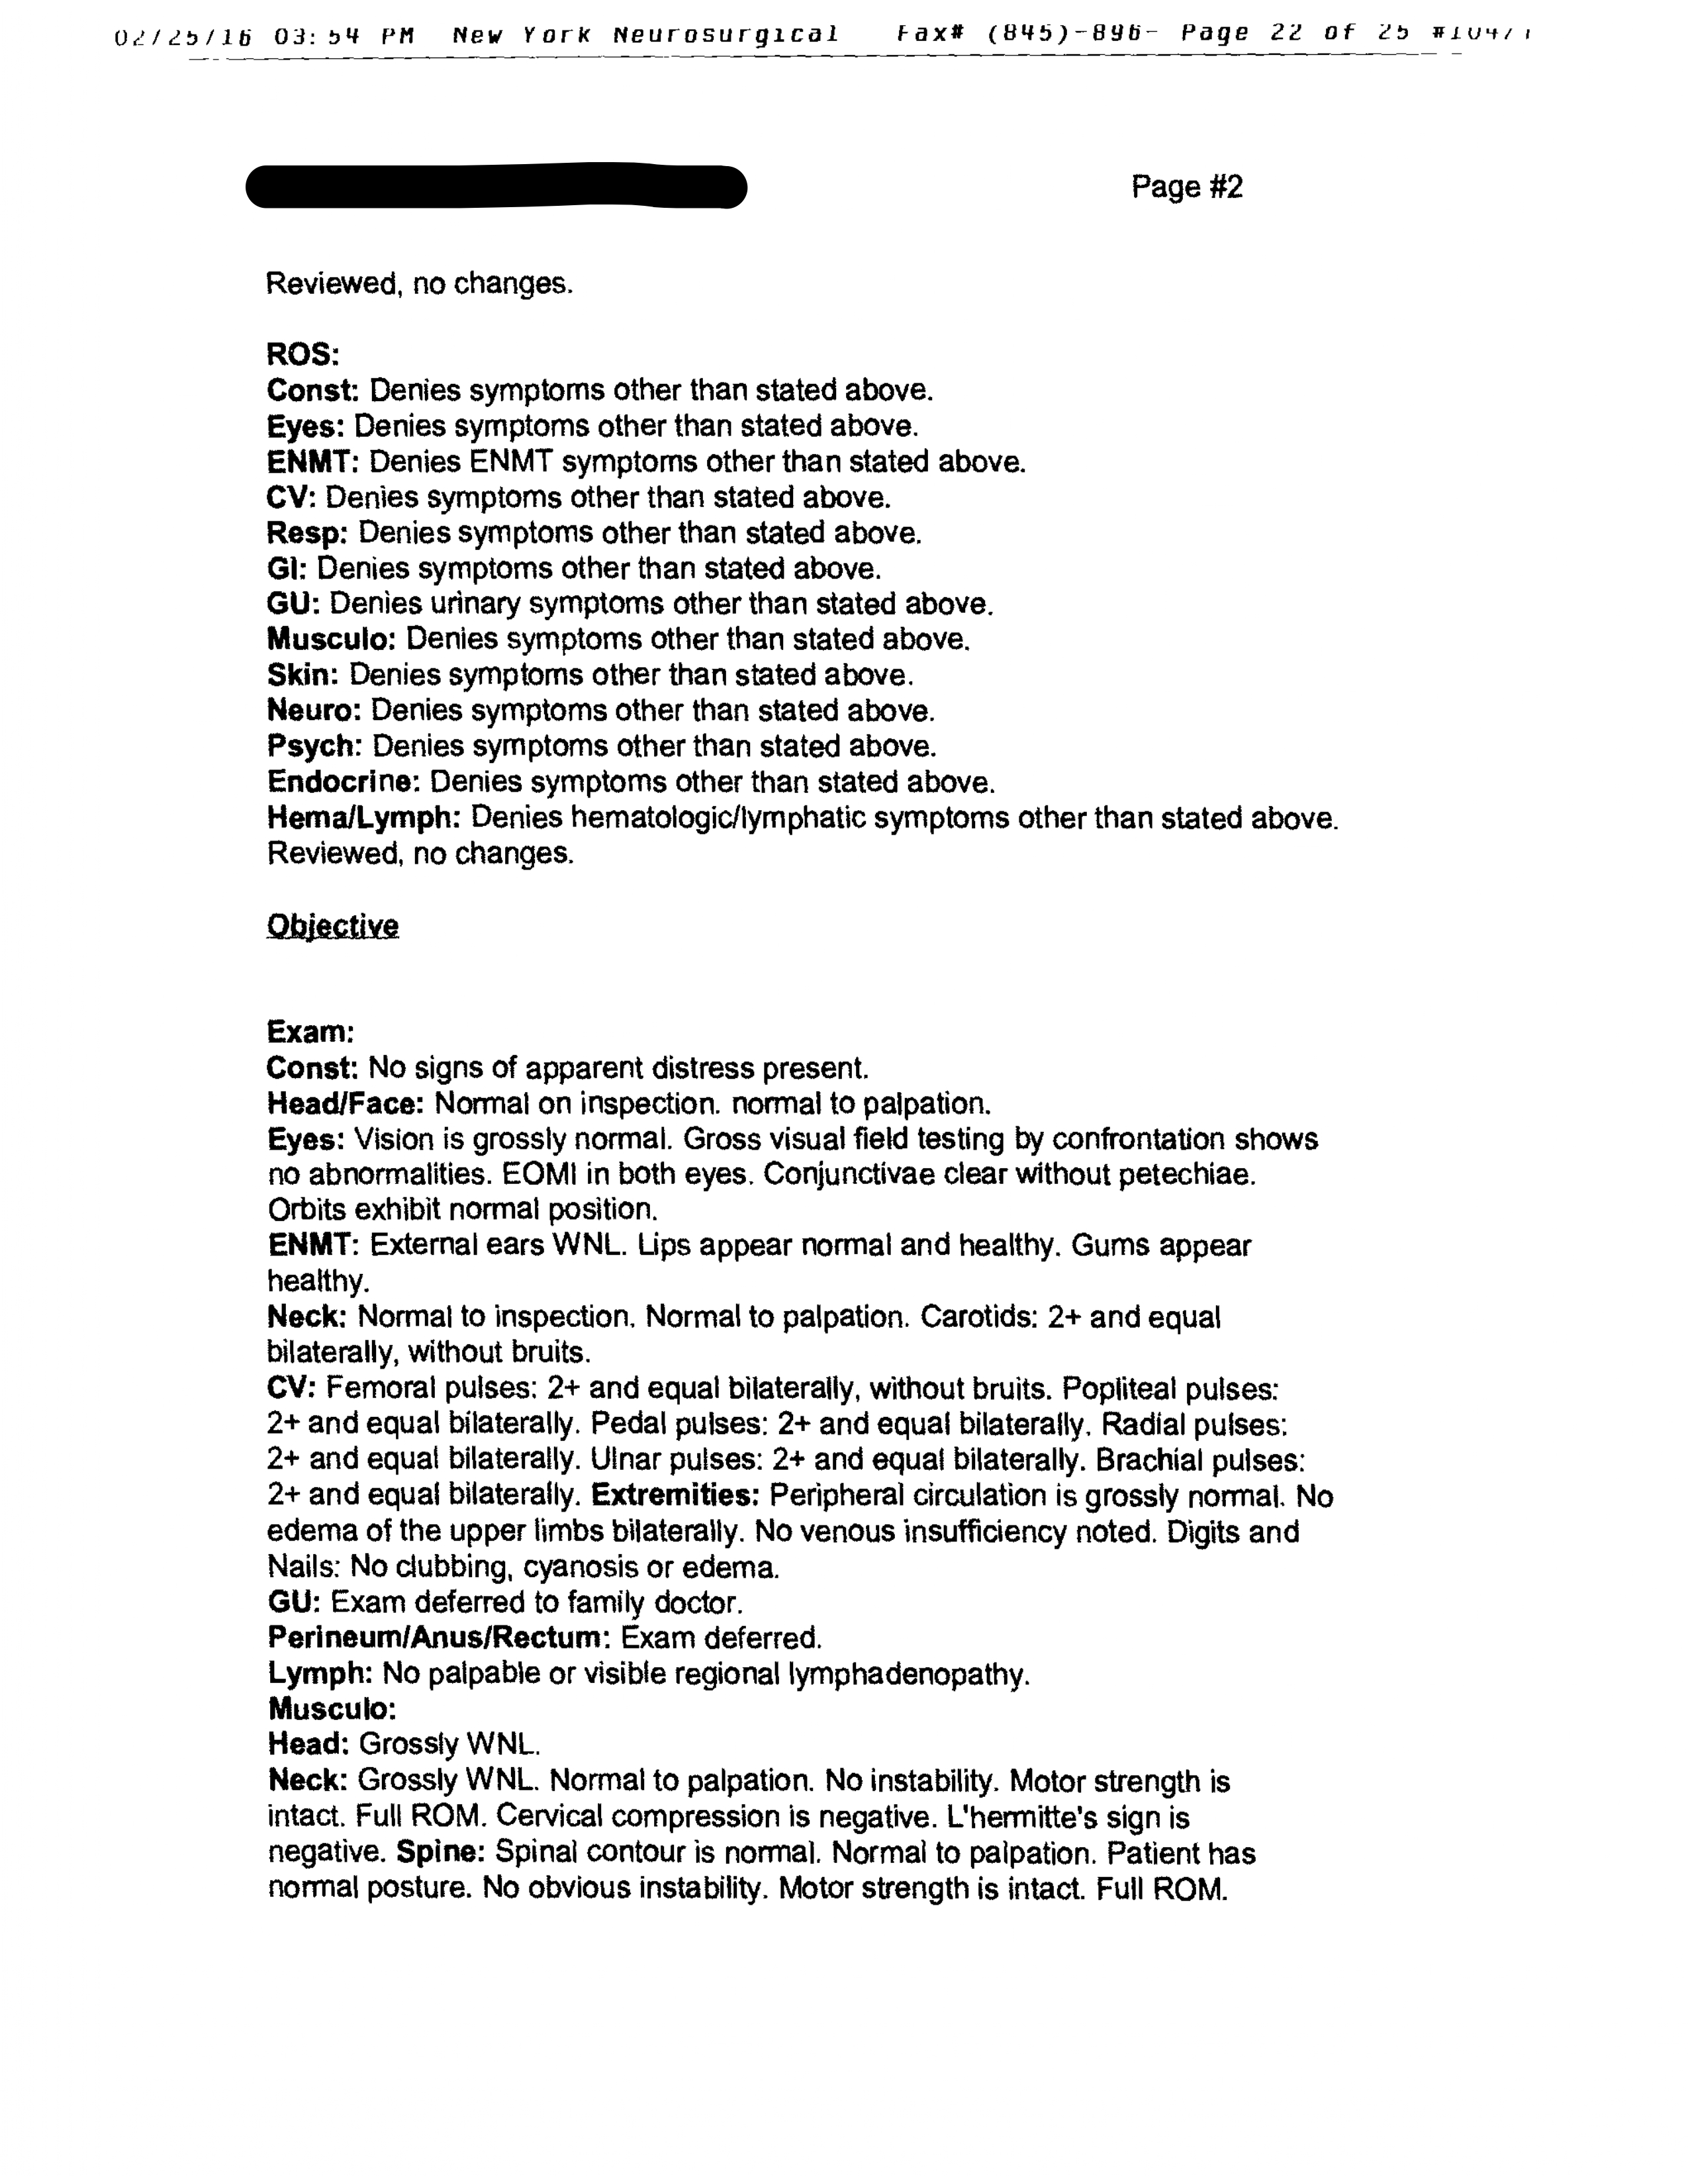 02/25/16 03:54 PM New York Neurosurgical Fax# (845)-896- Page 22 of 25
Page #2
Reviewed, no changes.
ROS:
Const: Denies symptoms other than stated above.
Eyes: Denies symptoms other than stated above.
ENMT: Denies ENMT symptoms other than stated above.
CV: Denies symptoms other than stated above.
Resp: Denies symptoms other than stated above.
GI: Denies symptoms other than stated above.
GU: Denies urinary symptoms other than stated above.
Musculo: Denies symptoms other than stated above.
Skin: Denies symptoms other than stated above.
Neuro: Denies symptoms other than stated above.
Psych: Denies symptoms other than stated above.
Endocrine: Denies symptoms other than stated above.
Hema/Lymph: Denies hematologic/lymphatic symptoms other than stated above.
Reviewed, no changes.
Objective
Exam:
Const: No signs of apparent distress present.
Head/Face: Normal on inspection. normal to palpation.
Eyes: Vision is grossly normal. Gross visual field testing by confrontation shows
no abnormalities. EOMI in both eyes. Conjunctivae clear without petechiae.
Orbits exhibit normal position.
ENMT: External ears WNL. Lips appear normal and healthy. Gums appear
healthy.
Neck: Normal to inspection. Normal to palpation. Carotids: 2+ and equal
bilaterally, without bruits.
CV: Femoral pulses: 2+ and equal bilaterally, without bruits. Popliteal pulses:
2+ and equal bilaterally. Pedal pulses: 2+ and equal bilaterally. Radial pulses:
2+ and equal bilaterally. Ulnar pulses: 2+ and equal bilaterally. Brachial pulses:
2+ and equal bilaterally. Extremities: Peripheral circulation is grossly normal. No
edema of the upper limbs bilaterally. No venous insufficiency noted. Digits and
Nails: No clubbing, cyanosis or edema.
GU: Exam deferred to family doctor.
Perineum/Anus/Rectum: Exam deferred.
Lymph: No palpable or visible regional lymphadenopathy.
Musculo:
Head: Grossly WNL.
Neck: Grossly WNL. Normal to palpation. No instability. Motor strength is
intact. Full ROM. Cervical compression is negative. L'hermitte's sign is
negative. Spine: Spinal contour is normal. Normal to palpation. Patient has
normal posture. No obvious instability. Motor strength is intact. Full ROM.